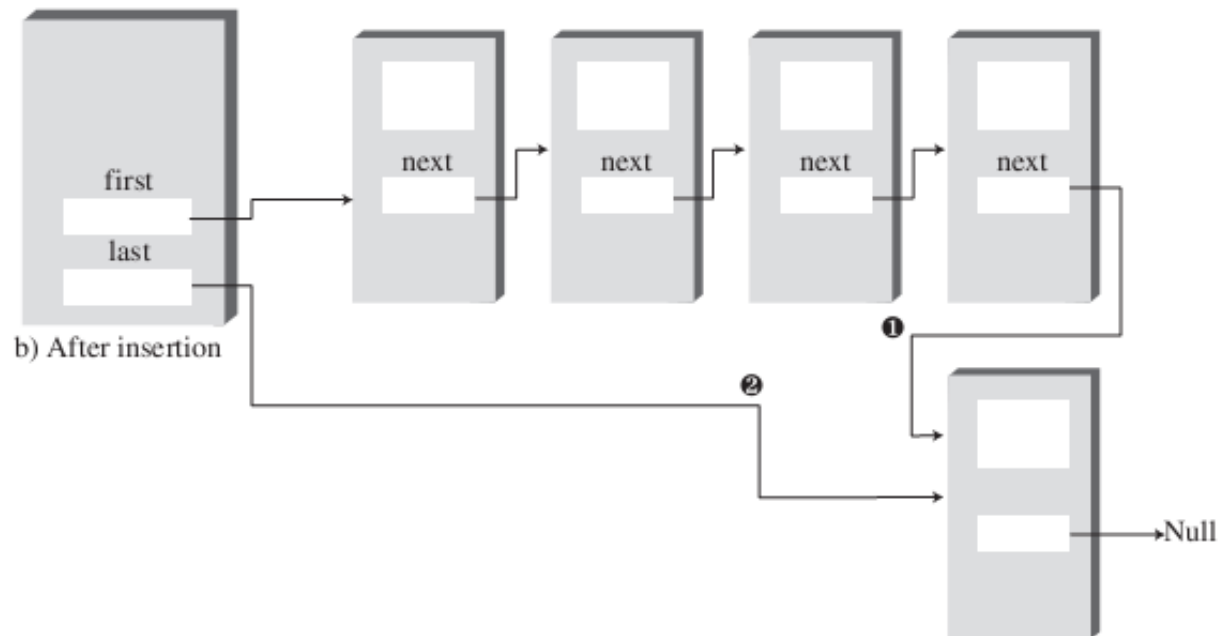 first
last
next
next
next
next
b) After insertion
❶
❷
Null